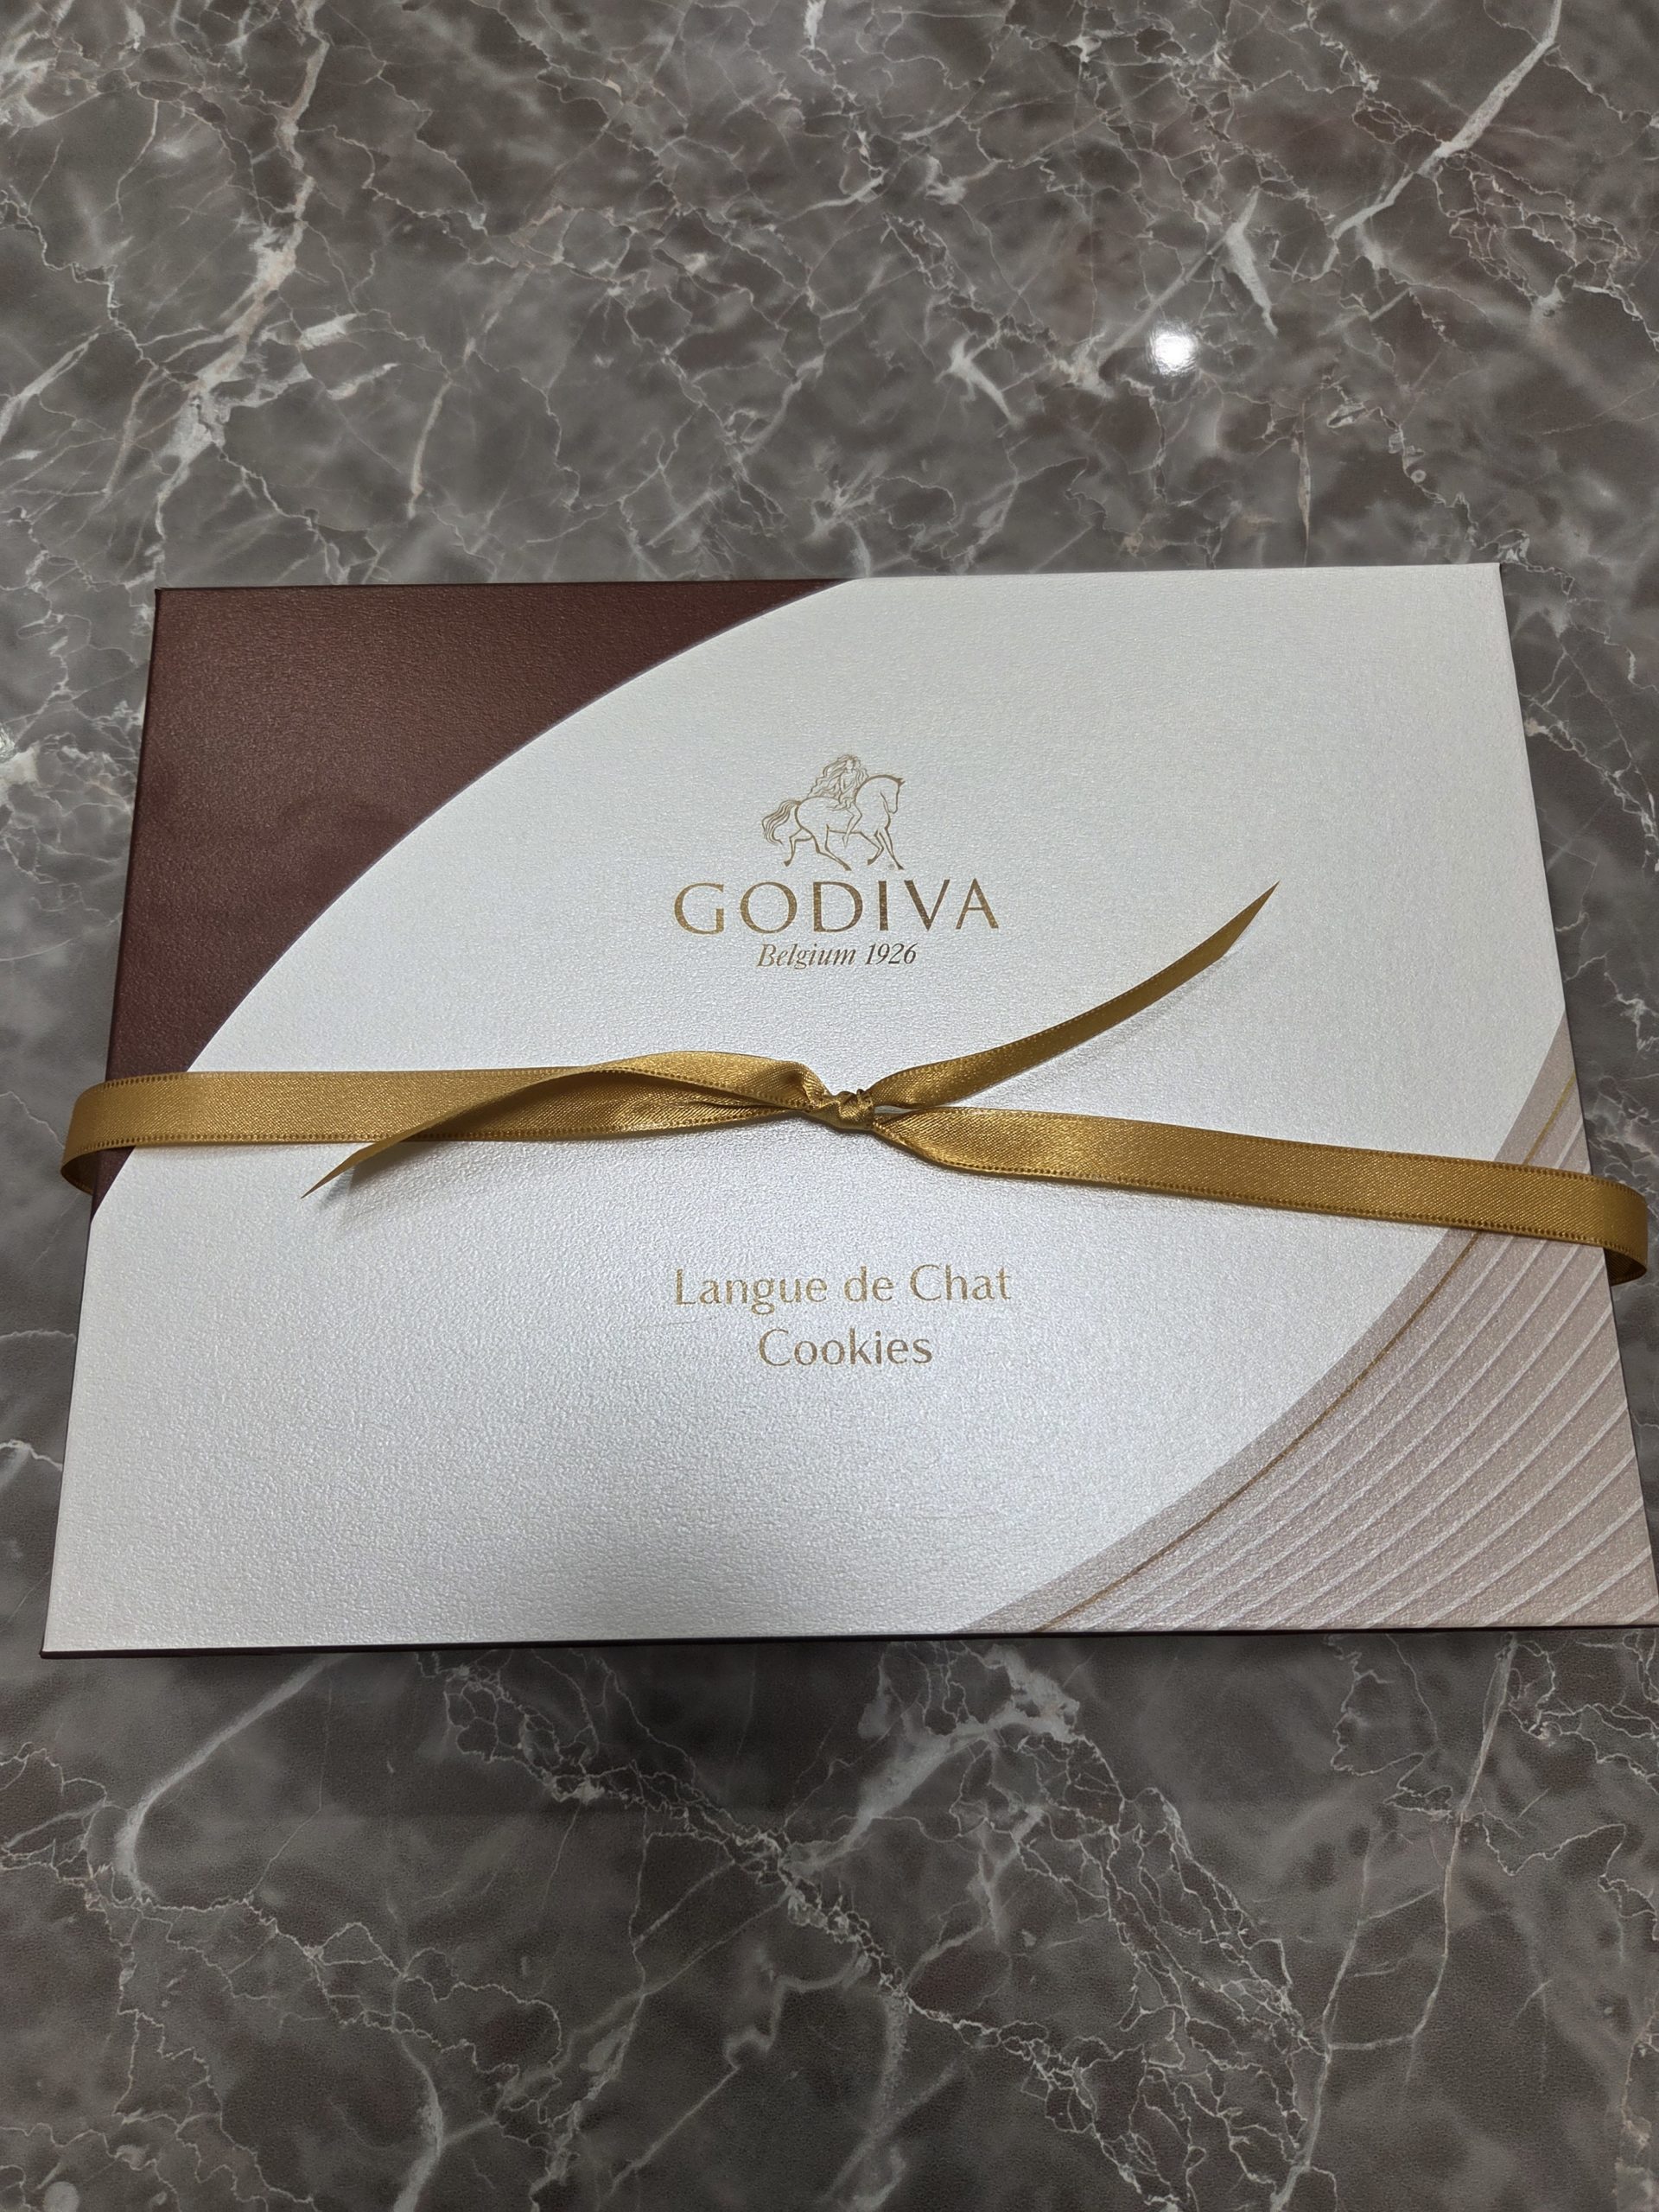 GODIVA
Belgium 1926
Langue de Chat
Cookies